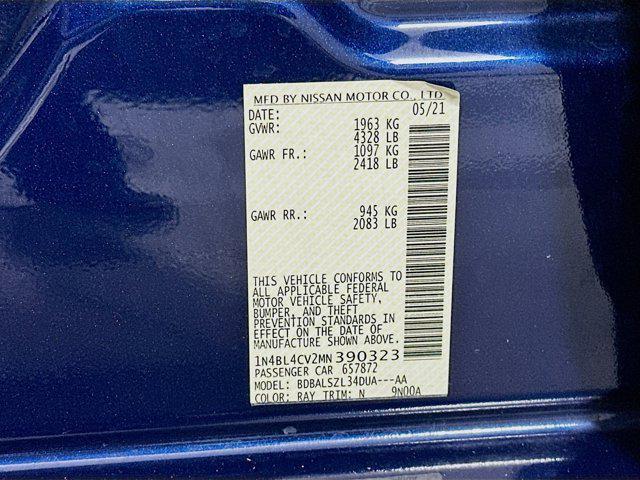 MFD BY NISSAN MOTOR CO., LTD
DATE: 05/21
GVWR: 1963 KG
4328 LB
GAWR FR.: 1097 KG
2418 LB
GAWR RR.: 945 KG
2083 LB
THIS VEHICLE CONFORMS TO
ALL APPLICABLE FEDERAL
MOTOR VEHICLE SAFETY,
BUMPER, AND THEFT
PREVENTION STANDARDS IN
EFFECT ON THE DATE OF
MANUFACTURE SHOWN ABOVE.
1N4BL4CV2MN390323
PASSENGER CAR 657872
MODEL: BDBALSZL34DUA---AA
COLOR: RAY TRIM: N 9N00A